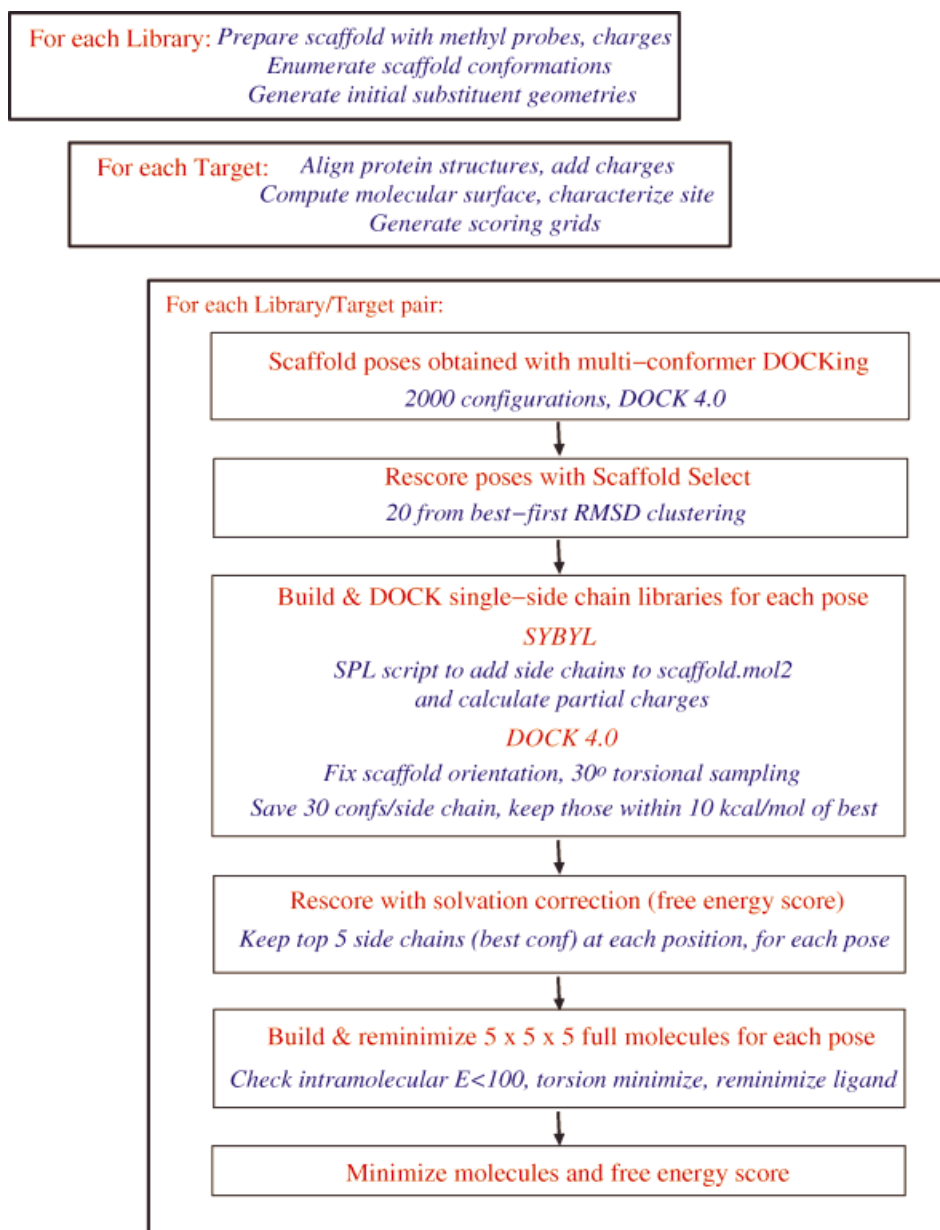 For each Library: Prepare scaffold with methyl probes, charges
Enumerate scaffold conformations
Generate initial substituent geometries
For each Target: Align protein structures, add charges
Compute molecular surface, characterize site
Generate scoring grids
For each Library/Target pair:
Scaffold poses obtained with multi−conformer DOCKing
2000 configurations, DOCK 4.0
Rescore poses with Scaffold Select
20 from best−first RMSD clustering
Build & DOCK single−side chain libraries for each pose
SYBYL
SPL script to add side chains to scaffold.mol2
and calculate partial charges
DOCK 4.0
Fix scaffold orientation, 30º torsional sampling
Save 30 confs/side chain, keep those within 10 kcal/mol of best
Rescore with solvation correction (free energy score)
Keep top 5 side chains (best conf) at each position, for each pose
Build & reminimize 5 x 5 x 5 full molecules for each pose
Check intramolecular E<100, torsion minimize, reminimize ligand
Minimize molecules and free energy score